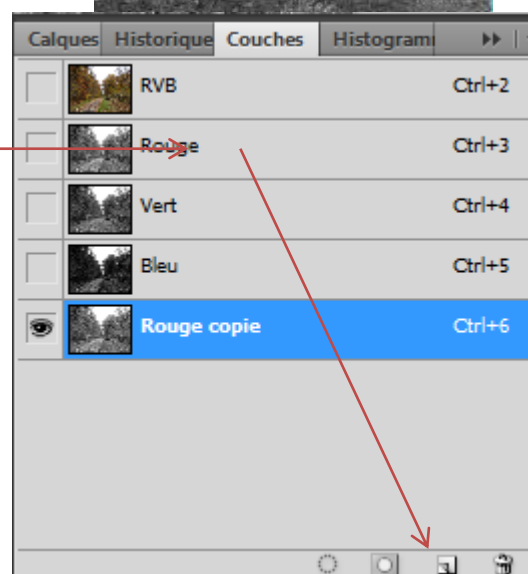 Calques Historique Couches Histogram
RVB Ctrl+2
Rouge Ctrl+3
Vert Ctrl+4
Bleu Ctrl+5
Rouge copie Ctrl+6